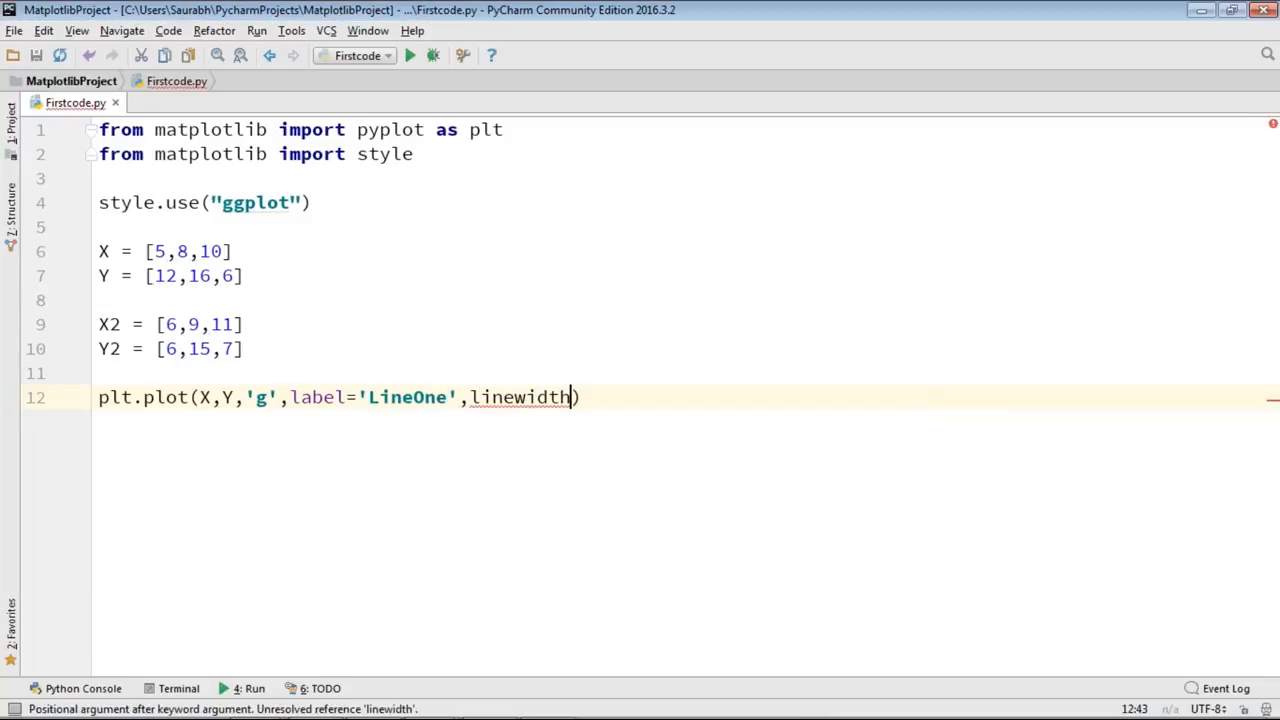 MatplotlibProject - [C:\Users\Saurabh\PycharmProjects\MatplotlibProject] - ...\Firstcode.py - PyCharm Community Edition 2016.3.2
File Edit View Navigate Code Refactor Run Tools VCS Window Help
Firstcode
MatplotlibProject Firstcode.py
Firstcode.py
1: Project
Z: Structure
2: Favorites
1 from matplotlib import pyplot as plt
2 from matplotlib import style
3
4 style.use("ggplot")
5
6 X = [5,8,10]
7 Y = [12,16,6]
8
9 X2 = [6,9,11]
10 Y2 = [6,15,7]
11
12 plt.plot(X,Y,'g',label='LineOne',linewidth)
Python Console Terminal 4: Run 6: TODO Event Log
Positional argument after keyword argument. Unresolved reference 'linewidth'. 12:43 n/a UTF-8